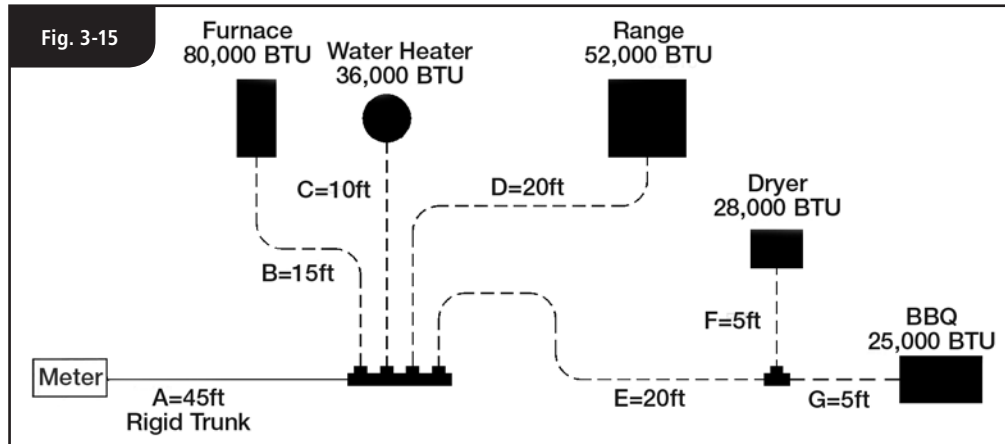 Fig. 3-15
Furnace
80,000 BTU
Water Heater
36,000 BTU
Range
52,000 BTU
C=10ft
D=20ft
Dryer
28,000 BTU
B=15ft
F=5ft
BBQ
25,000 BTU
Meter
A=45ft
Rigid Trunk
E=20ft
G=5ft